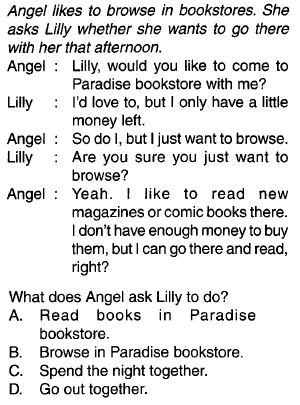 Angel likes to browse in bookstores. She
asks Lilly whether she wants to go there
with her that afternoon.
Angel : Lilly, would you like to come to
Paradise bookstore with me?
Lilly : I'd love to, but I only have a little
money left.
Angel : So do I, but I just want to browse.
Lilly : Are you sure you just want to
browse?
Angel : Yeah. I like to read new
magazines or comic books there.
I don't have enough money to buy
them, but I can go there and read,
right?
What does Angel ask Lilly to do?
A. Read books in Paradise
bookstore.
B. Browse in Paradise bookstore.
C. Spend the night together.
D. Go out together.